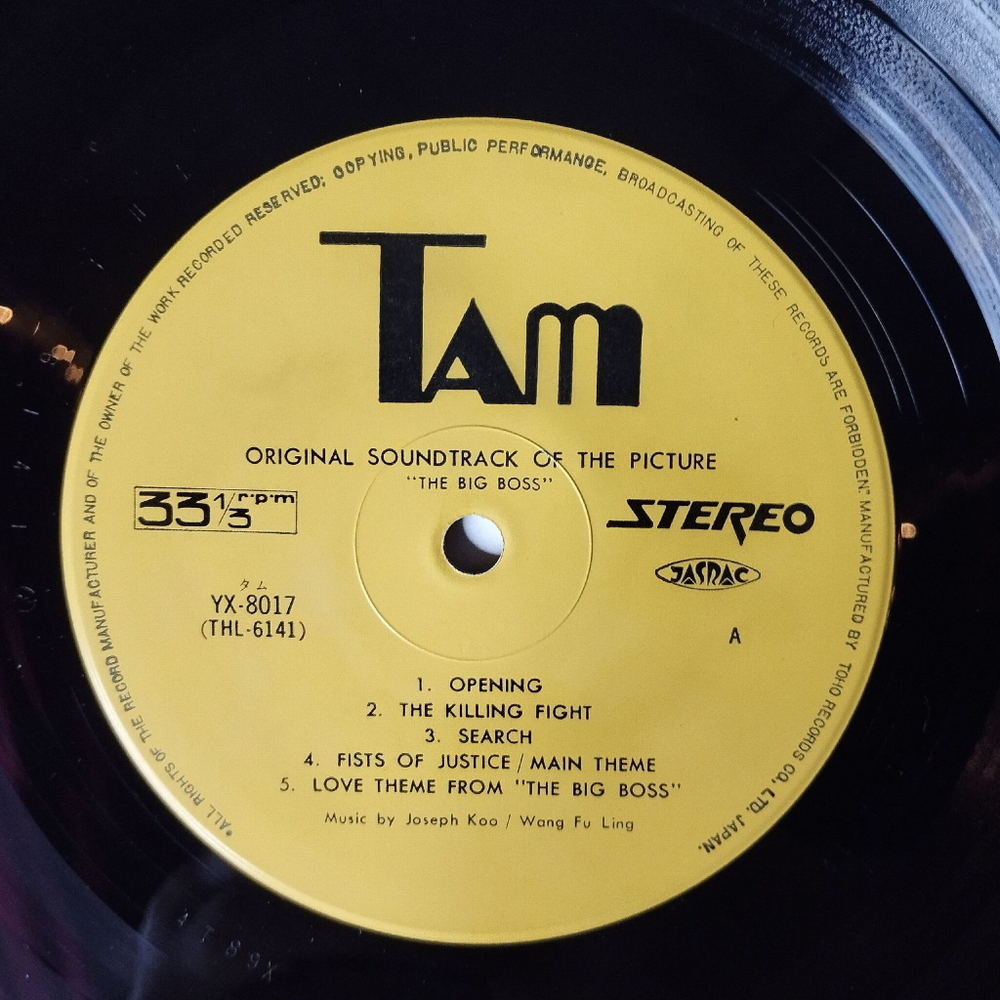 "ALL RIGHTS OF THE RECORD MANUFACTURER AND OF THE OWNER OF THE WORK RECORDED RESERVED; COPYING, PUBLIC PERFORMANCE, BROADCASTING OF THESE RECORDS ARE FORBIDDEN." MANUFACTURED BY TOHO RECORDS CO., LTD. JAPAN.
TAM
ORIGINAL SOUNDTRACK OF THE PICTURE
"THE BIG BOSS"
33 1/3 r·p·m
STEREO
JASRAC
タム
YX-8017
(THL-6141)
A
1. OPENING
2. THE KILLING FIGHT
3. SEARCH
4. FISTS OF JUSTICE / MAIN THEME
5. LOVE THEME FROM "THE BIG BOSS"
Music by Joseph Koo / Wang Fu Ling